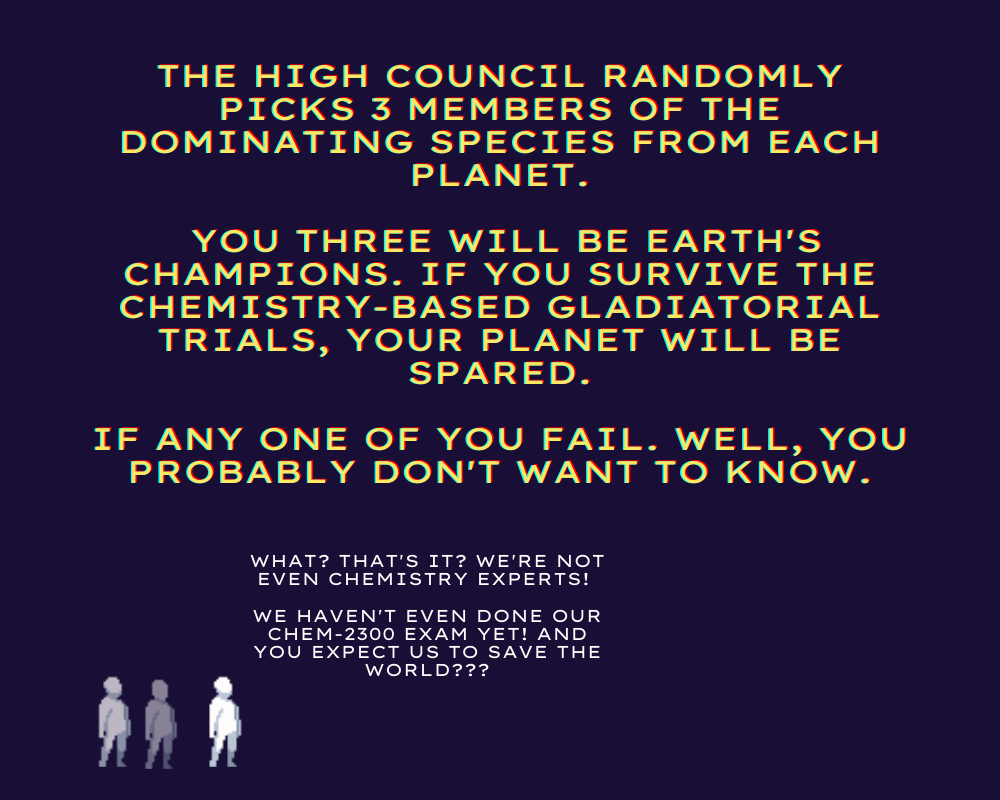 THE HIGH COUNCIL RANDOMLY
PICKS 3 MEMBERS OF THE
DOMINATING SPECIES FROM EACH
PLANET.
YOU THREE WILL BE EARTH'S
CHAMPIONS. IF YOU SURVIVE THE
CHEMISTRY-BASED GLADIATORIAL
TRIALS, YOUR PLANET WILL BE
SPARED.
IF ANY ONE OF YOU FAIL. WELL, YOU
PROBABLY DON'T WANT TO KNOW.
WHAT? THAT'S IT? WE'RE NOT
EVEN CHEMISTRY EXPERTS!
WE HAVEN'T EVEN DONE OUR
CHEM-2300 EXAM YET! AND
YOU EXPECT US TO SAVE THE
WORLD???